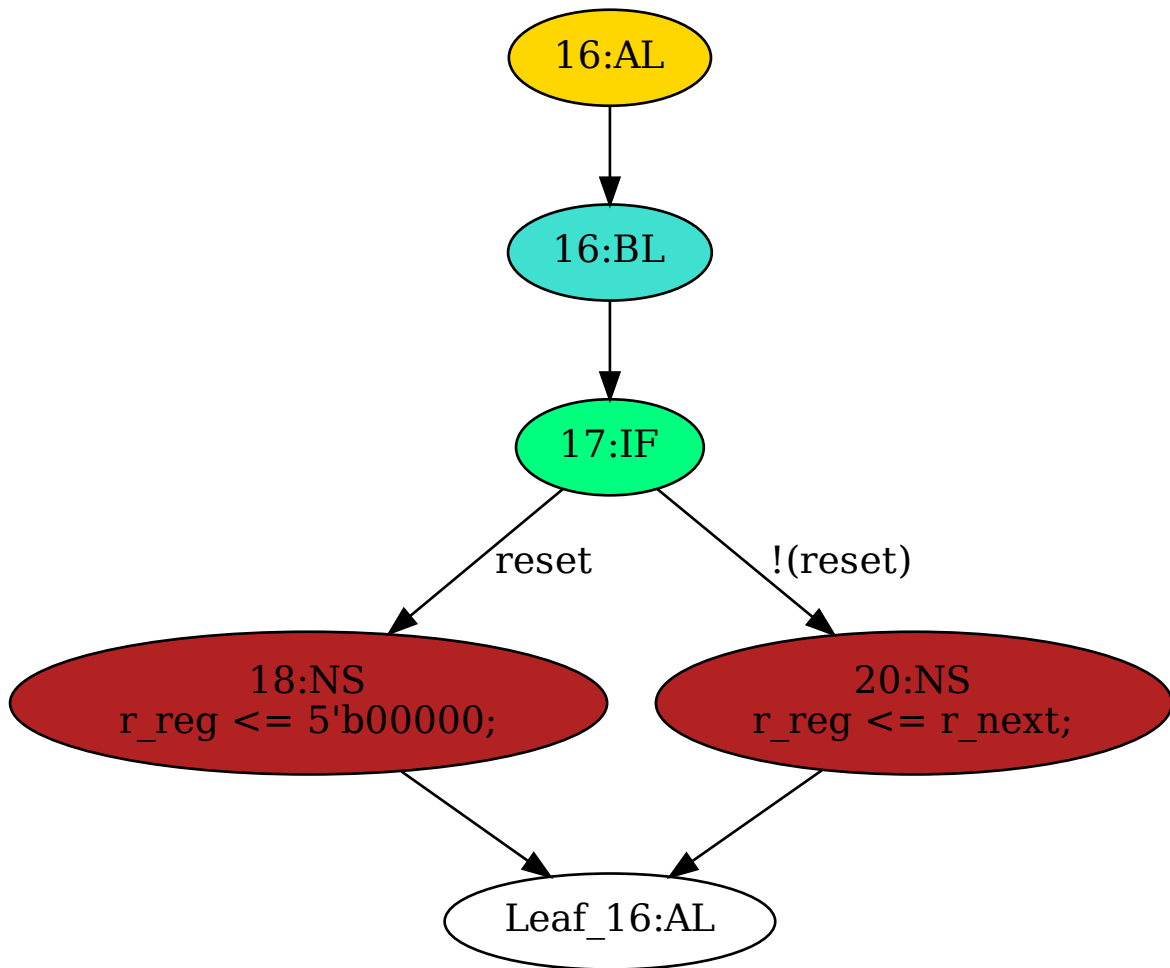 16:AL
16:BL
17:IF
reset
!(reset)
18:NS
r_reg <= 5'b00000;
20:NS
r_reg <= r_next;
Leaf_16:AL